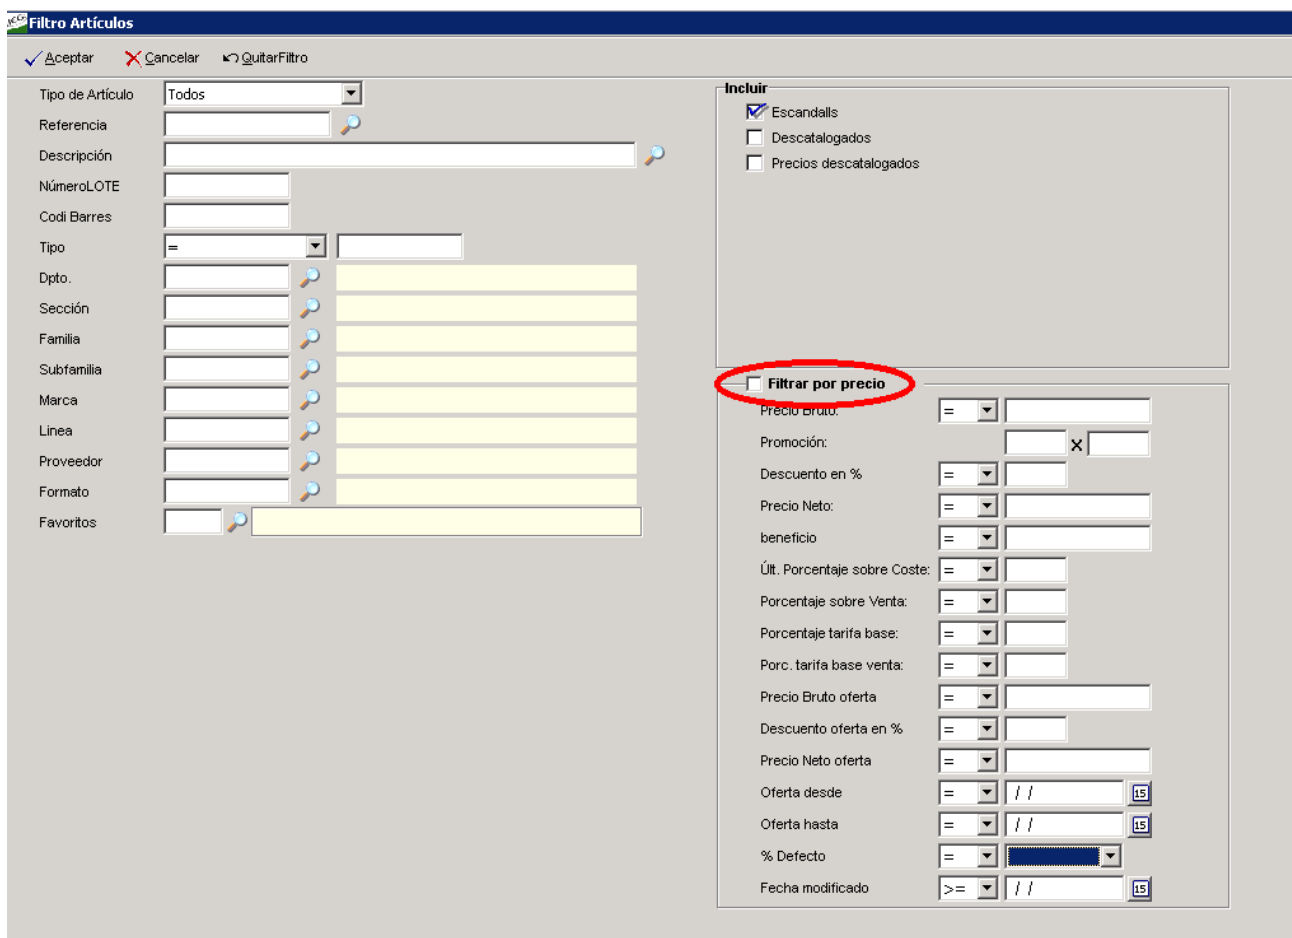 Filtro Artículos
Aceptar Cancelar QuitarFiltro
Tipo de Artículo Todos
Referencia
Descripción
NúmeroLOTE
Codi Barres
Tipo =
Dpto.
Sección
Familia
Subfamilia
Marca
Linea
Proveedor
Formato
Favoritos
Incluir
Escandalls
Descatalogados
Precios descatalogados
Filtrar por precio
Precio Bruto: =
Promoción: X
Descuento en % =
Precio Neto: =
beneficio =
Últ. Porcentaje sobre Coste: =
Porcentaje sobre Venta: =
Porcentaje tarifa base: =
Porc. tarifa base venta: =
Precio Bruto oferta =
Descuento oferta en % =
Precio Neto oferta =
Oferta desde = / / 15
Oferta hasta = / / 15
% Defecto =
Fecha modificado >= / / 15